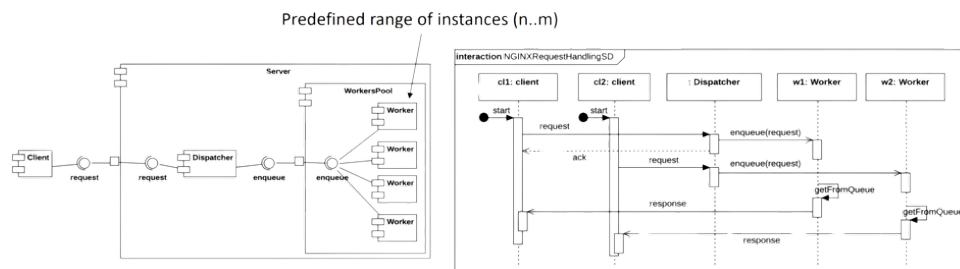 Predefined range of instances (n..m)
Server
WorkersPool
Worker
Client
request
request
Dispatcher
enqueue
enqueue
Worker
Worker
Worker
interaction NGINXRequestHandlingSD
cl1: client
cl2: client
: Dispatcher
w1: Worker
w2: Worker
start
start
request
enqueue(request)
ack
request
enqueue(request)
getFromQueue
response
getFromQueue
response